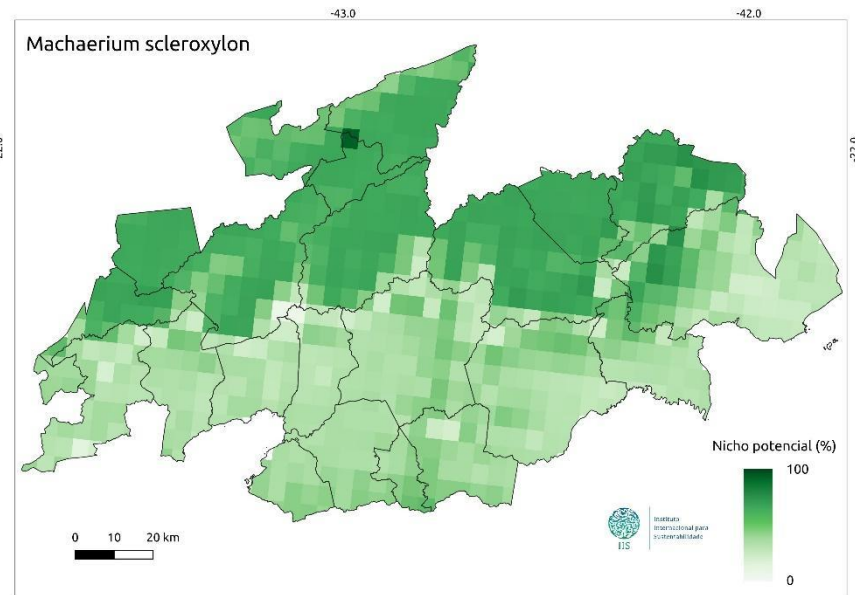 -43.0
-42.0
Machaerium scleroxylon
Nicho potencial (%)
100
0
0 10 20 km
IIS
Instituto
Internacional para
Sustentabilidade